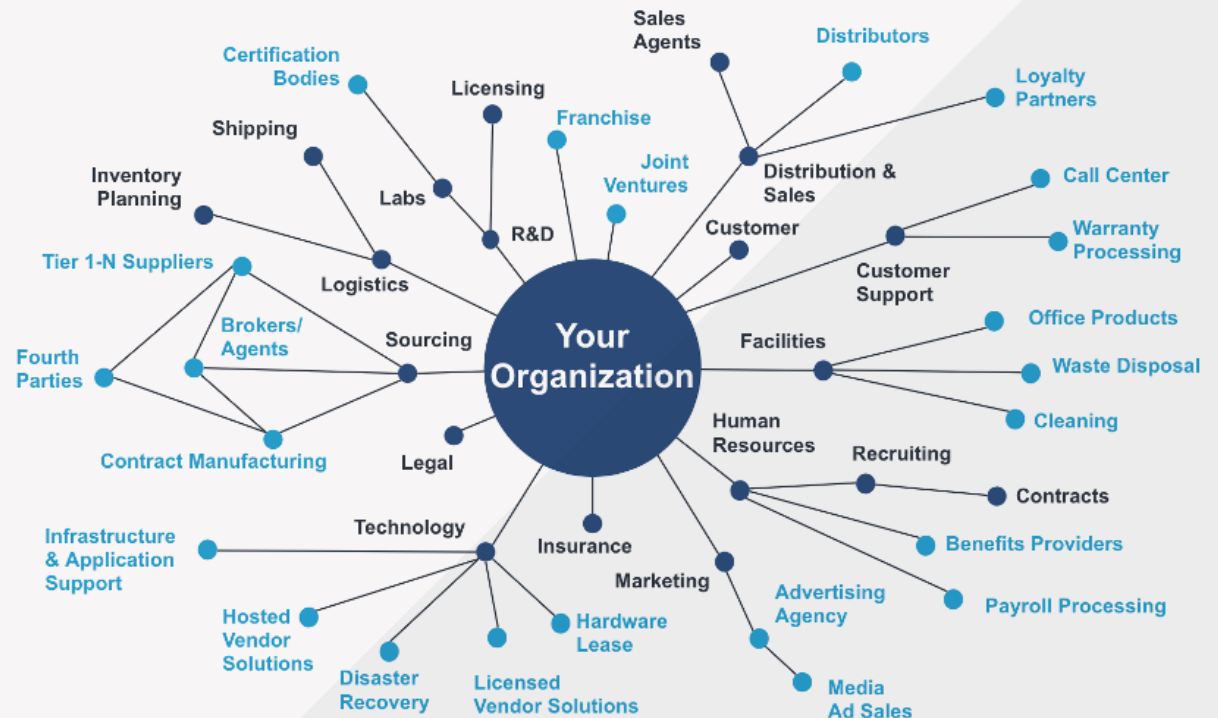 Sales
Agents
Distributors
Certification
Bodies
Loyalty
Partners
Licensing
Franchise
Shipping
Joint
Ventures
Distribution &
Sales
Call Center
Inventory
Planning
Labs
R&D
Customer
Warranty
Processing
Tier 1-N Suppliers
Logistics
Customer
Support
Brokers/
Agents
Sourcing
Your
Organization
Facilities
Office Products
Fourth
Parties
Waste Disposal
Contract Manufacturing
Legal
Human
Resources
Cleaning
Recruiting
Contracts
Technology
Insurance
Infrastructure
& Application
Support
Benefits Providers
Marketing
Advertising
Agency
Payroll Processing
Hosted
Vendor
Solutions
Hardware
Lease
Disaster
Recovery
Licensed
Vendor Solutions
Media
Ad Sales